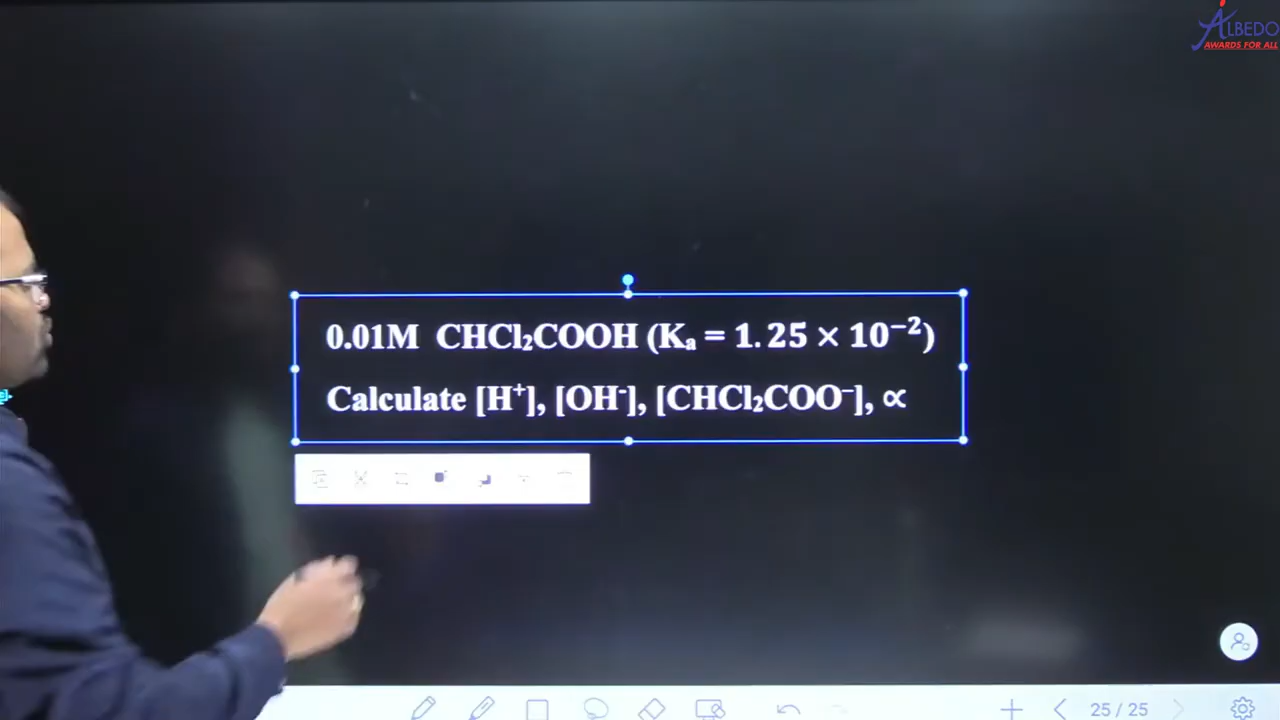 ALBEDO
AWARDS FOR ALL
0.01M CHCl₂COOH (Kₐ = 1.25 × 10⁻²)
Calculate [H⁺], [OH⁻], [CHCl₂COO⁻], ∝
25 / 25